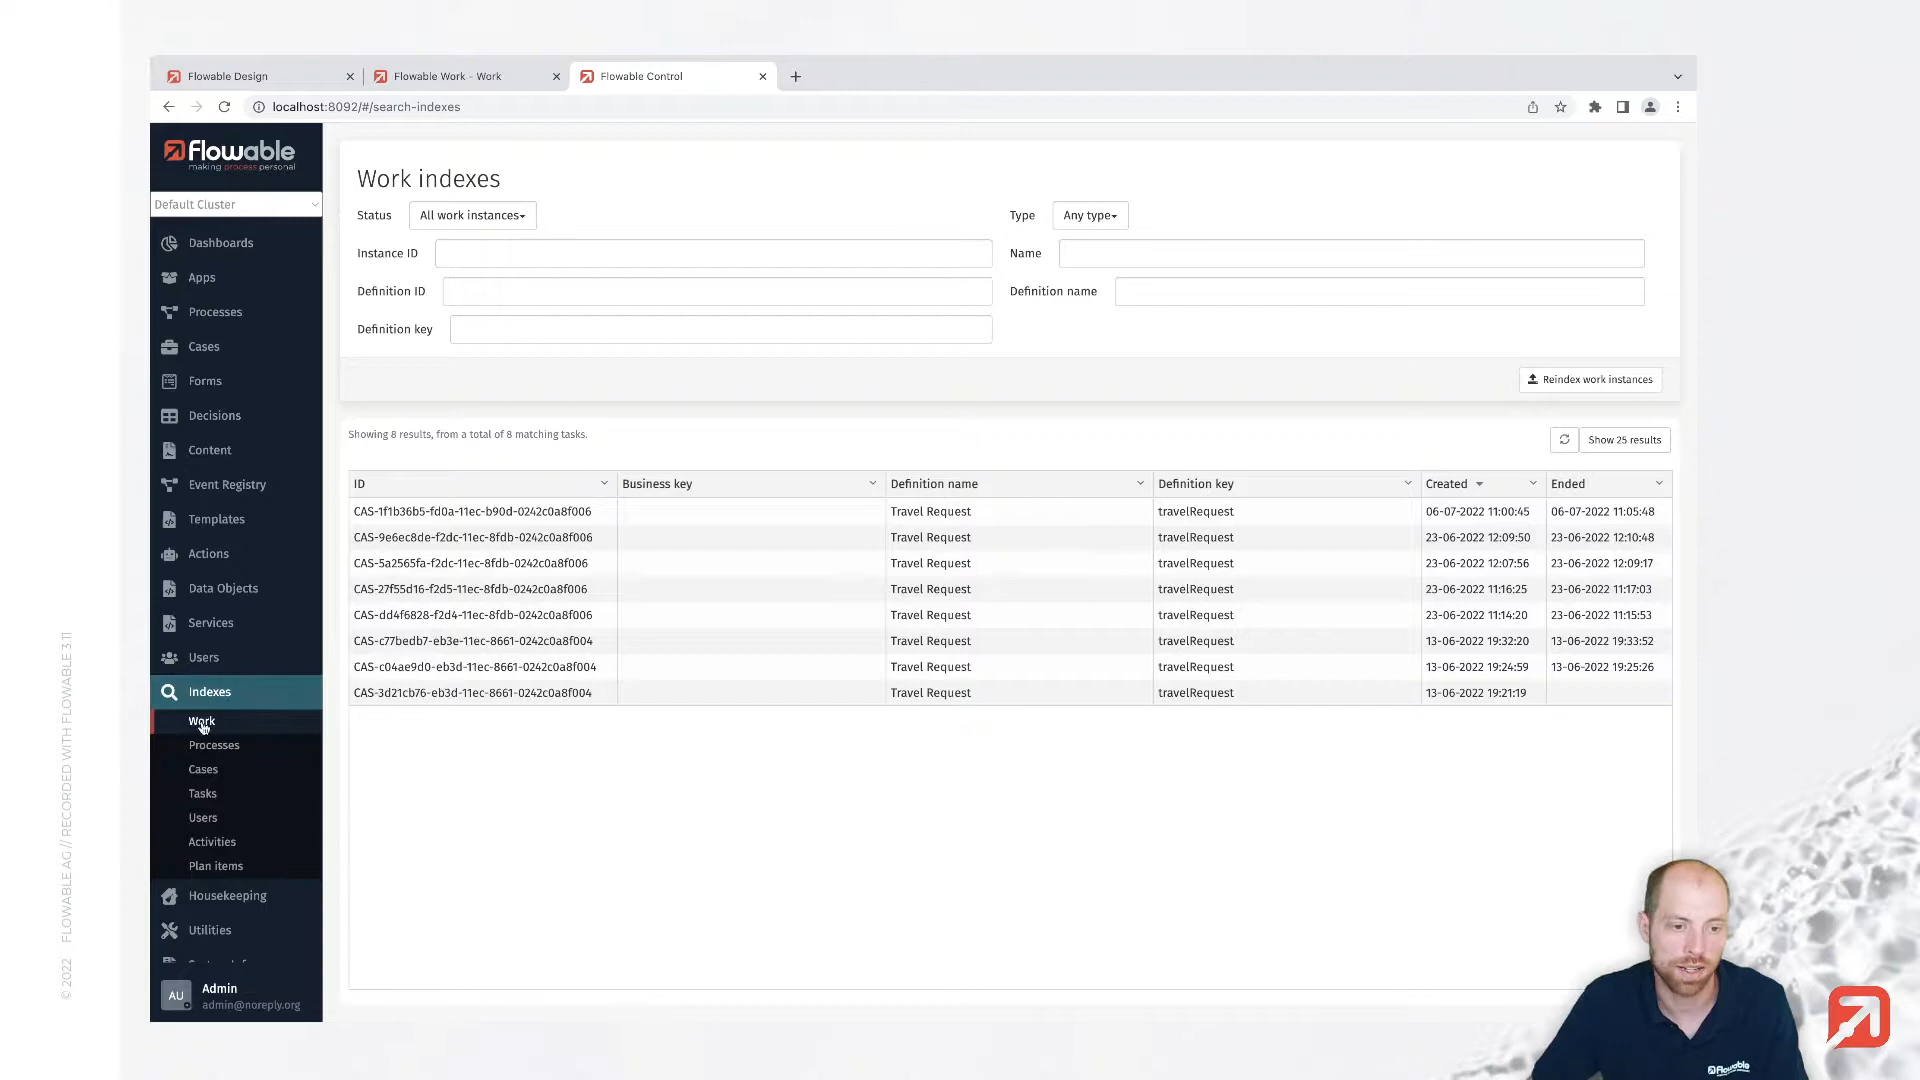 Flowable Design
Flowable Work - Work
Flowable Control
localhost:8092/#/search-indexes
Flowable
making process personal
Default Cluster
Dashboards
Apps
Processes
Cases
Forms
Decisions
Content
Event Registry
Templates
Actions
Data Objects
Services
Users
Indexes
Work
Processes
Cases
Tasks
Users
Activities
Plan items
Housekeeping
Utilities
AU
Admin
admin@noreply.org
Work indexes
Status All work instances Type Any type
Instance ID Name
Definition ID Definition name
Definition key
Reindex work instances
Showing 8 results, from a total of 8 matching tasks.
Show 25 results
ID Business key Definition name Definition key Created Ended
CAS-1f1b36b5-fd0a-11ec-b90d-0242c0a8f006 Travel Request travelRequest 06-07-2022 11:00:45 06-07-2022 11:05:48
CAS-9e6ec8de-f2dc-11ec-8fdb-0242c0a8f006 Travel Request travelRequest 23-06-2022 12:09:50 23-06-2022 12:10:48
CAS-5a2565fa-f2dc-11ec-8fdb-0242c0a8f006 Travel Request travelRequest 23-06-2022 12:07:56 23-06-2022 12:09:17
CAS-27f55d16-f2d5-11ec-8fdb-0242c0a8f006 Travel Request travelRequest 23-06-2022 11:16:25 23-06-2022 11:17:03
CAS-dd4f6828-f2d4-11ec-8fdb-0242c0a8f006 Travel Request travelRequest 23-06-2022 11:14:20 23-06-2022 11:15:53
CAS-c77bedb7-eb3e-11ec-8661-0242c0a8f004 Travel Request travelRequest 13-06-2022 19:32:20 13-06-2022 19:33:52
CAS-c04ae9d0-eb3d-11ec-8661-0242c0a8f004 Travel Request travelRequest 13-06-2022 19:24:59 13-06-2022 19:25:26
CAS-3d21cb76-eb3d-11ec-8661-0242c0a8f004 Travel Request travelRequest 13-06-2022 19:21:19
© 2022 FLOWABLE AG // RECORDED WITH FLOWABLE 3.11
Flowable